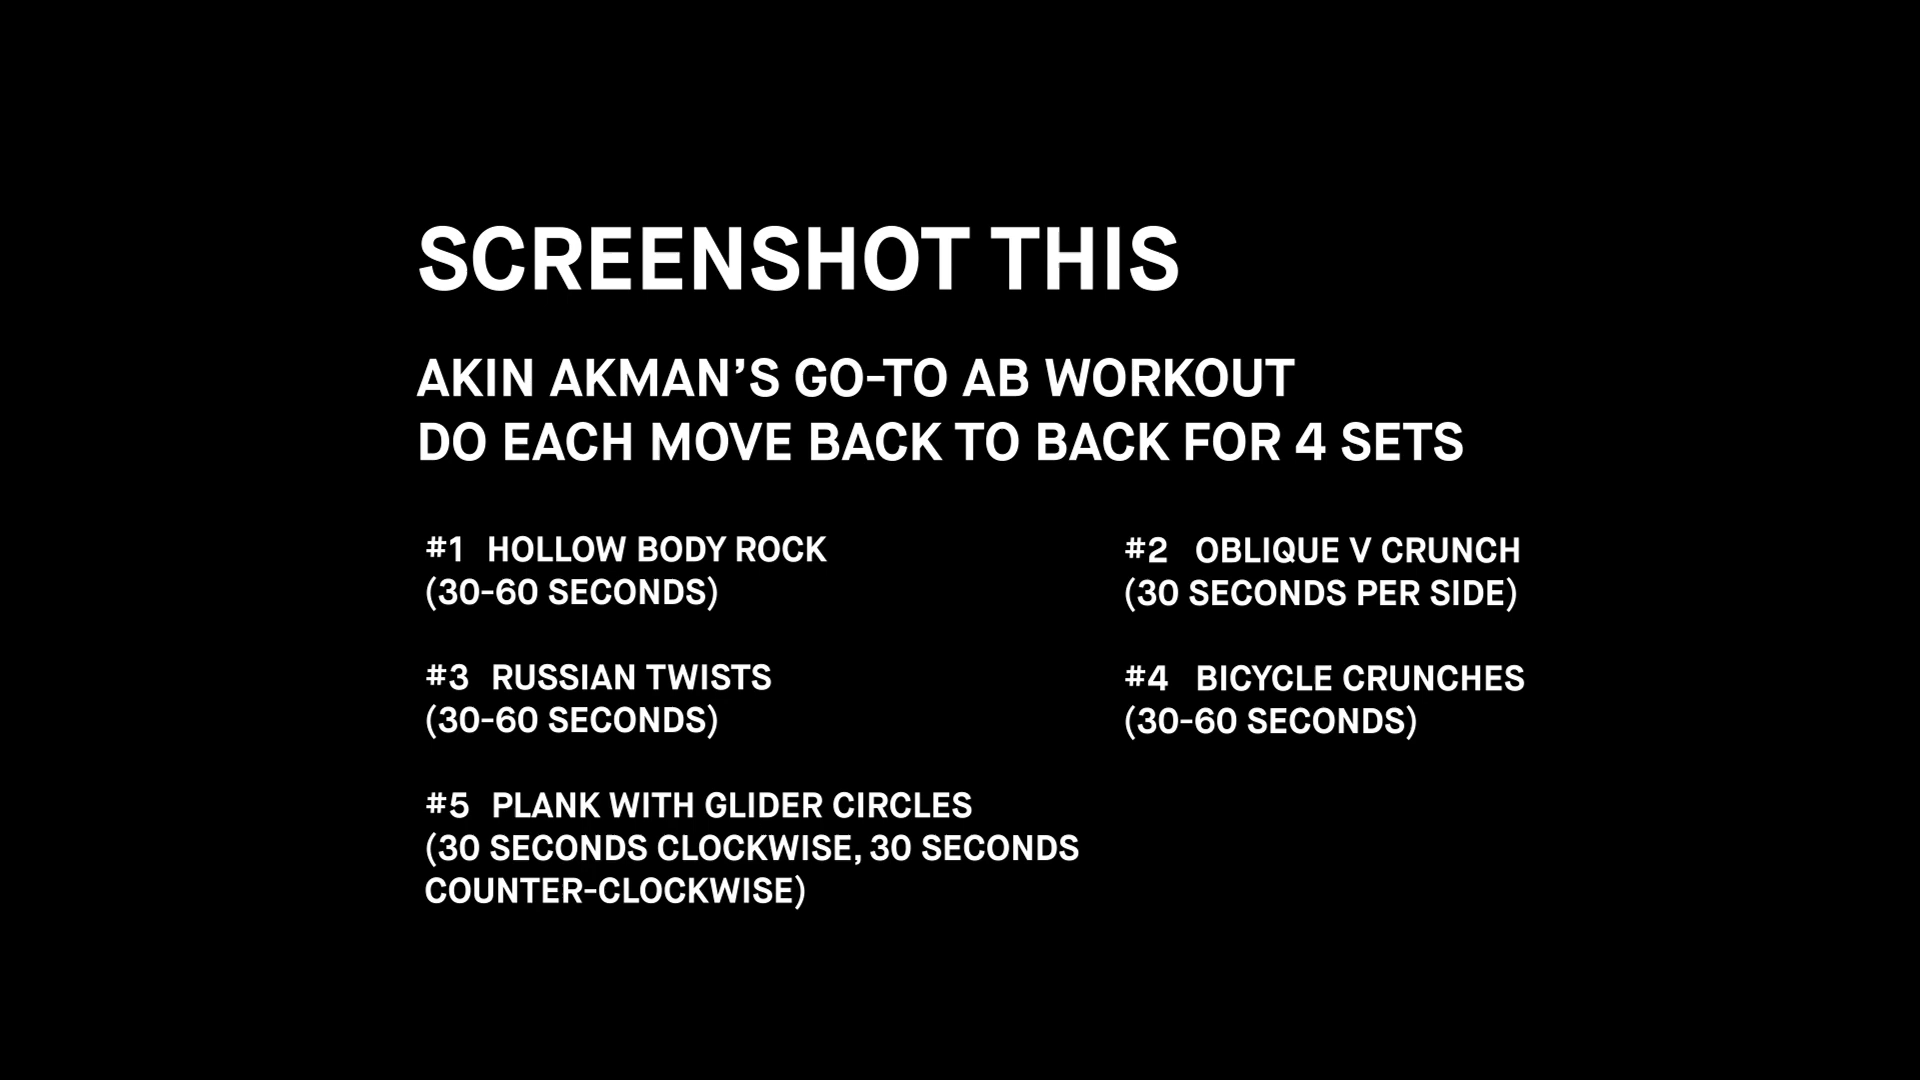 SCREENSHOT THIS
AKIN AKMAN’S GO-TO AB WORKOUT
DO EACH MOVE BACK TO BACK FOR 4 SETS
#1 HOLLOW BODY ROCK
(30-60 SECONDS)
#2 OBLIQUE V CRUNCH
(30 SECONDS PER SIDE)
#3 RUSSIAN TWISTS
(30-60 SECONDS)
#4 BICYCLE CRUNCHES
(30-60 SECONDS)
#5 PLANK WITH GLIDER CIRCLES
(30 SECONDS CLOCKWISE, 30 SECONDS
COUNTER-CLOCKWISE)